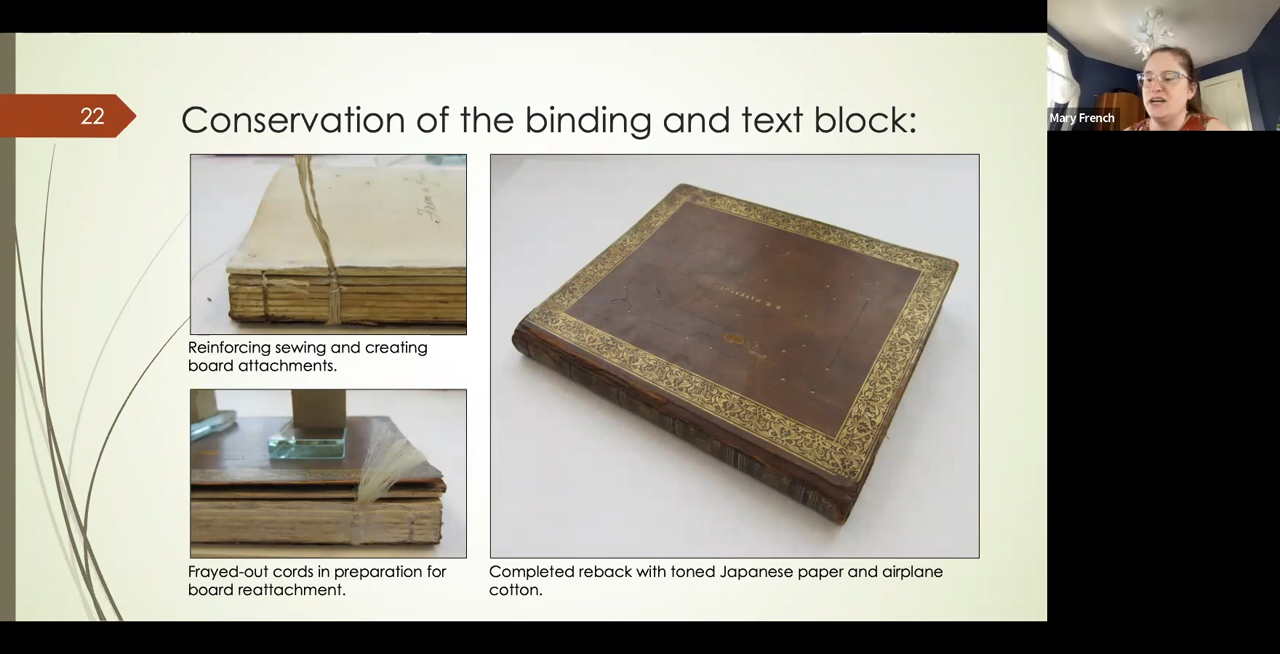 22
Conservation of the binding and text block:
Reinforcing sewing and creating
board attachments.
Frayed-out cords in preparation for
board reattachment.
Completed reback with toned Japanese paper and airplane
cotton.
Mary French